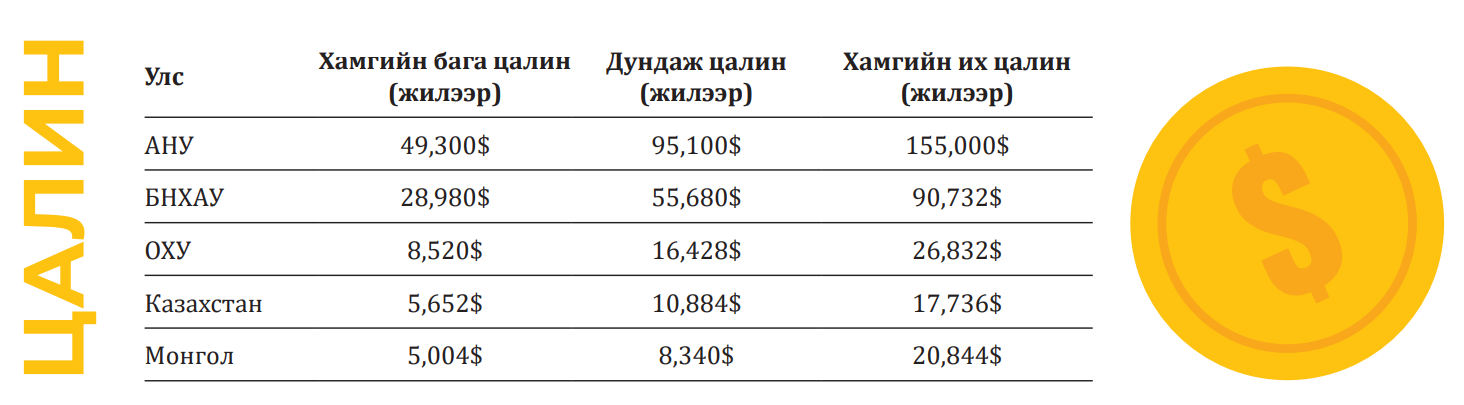 ЦАЛИН
Улс Хамгийн бага цалин (жилээр) Дундаж цалин (жилээр) Хамгийн их цалин (жилээр)
АНУ 49,300$ 95,100$ 155,000$
БНХАУ 28,980$ 55,680$ 90,732$
ОХУ 8,520$ 16,428$ 26,832$
Казахстан 5,652$ 10,884$ 17,736$
Монгол 5,004$ 8,340$ 20,844$
$